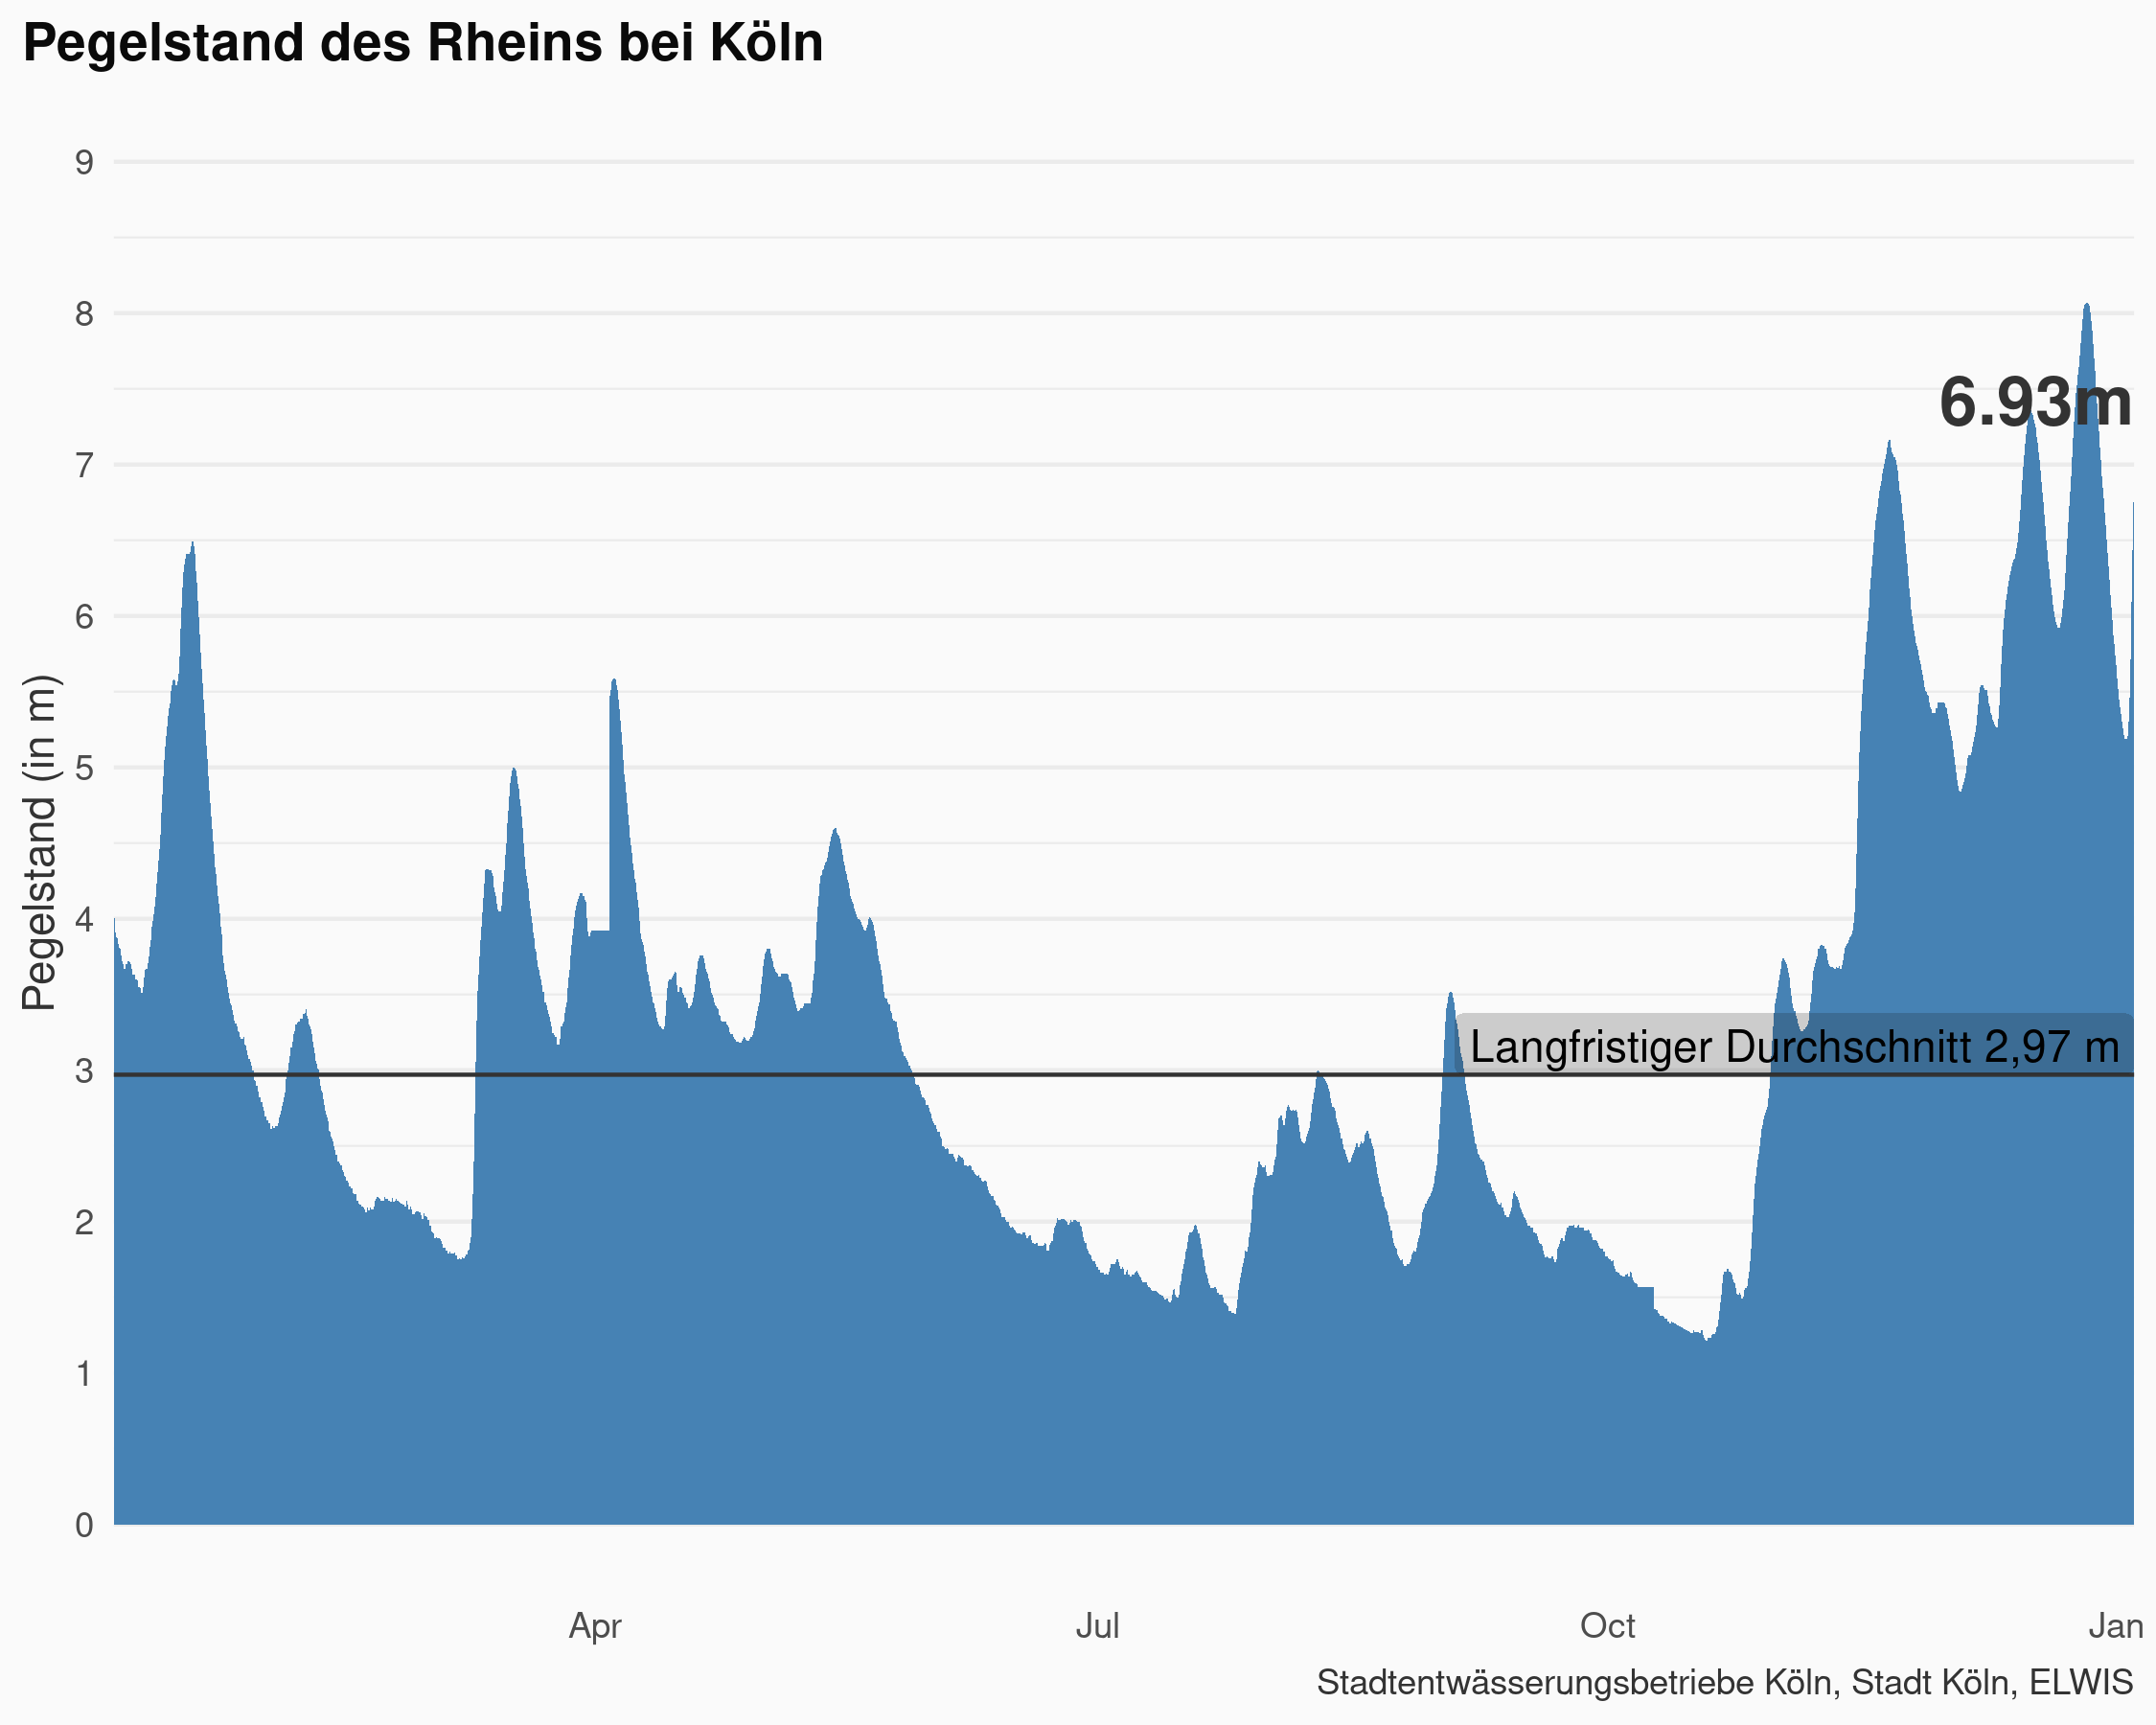 Pegelstand des Rheins bei Köln
Pegelstand (in m)
9
8
7
6
5
4
3
2
1
0
6.93m
Langfristiger Durchschnitt 2,97 m
Apr Jul Oct Jan
Stadtentwässerungsbetriebe Köln, Stadt Köln, ELWIS